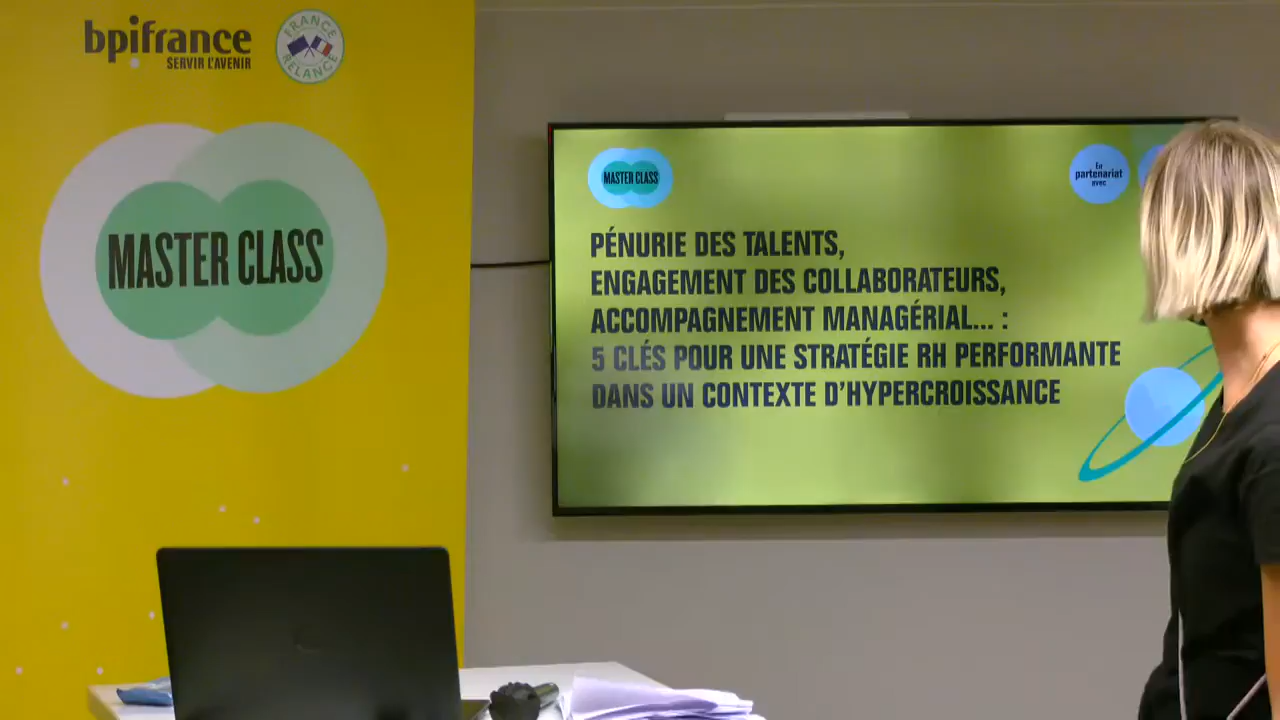 bpifrance
SERVIR L'AVENIR
FRANCE
RELANCE
MASTER CLASS
MASTER CLASS
En
partenariat
avec
PÉNURIE DES TALENTS,
ENGAGEMENT DES COLLABORATEURS,
ACCOMPAGNEMENT MANAGÉRIAL... :
5 CLÉS POUR UNE STRATÉGIE RH PERFORMANTE
DANS UN CONTEXTE D'HYPERCROISSANCE